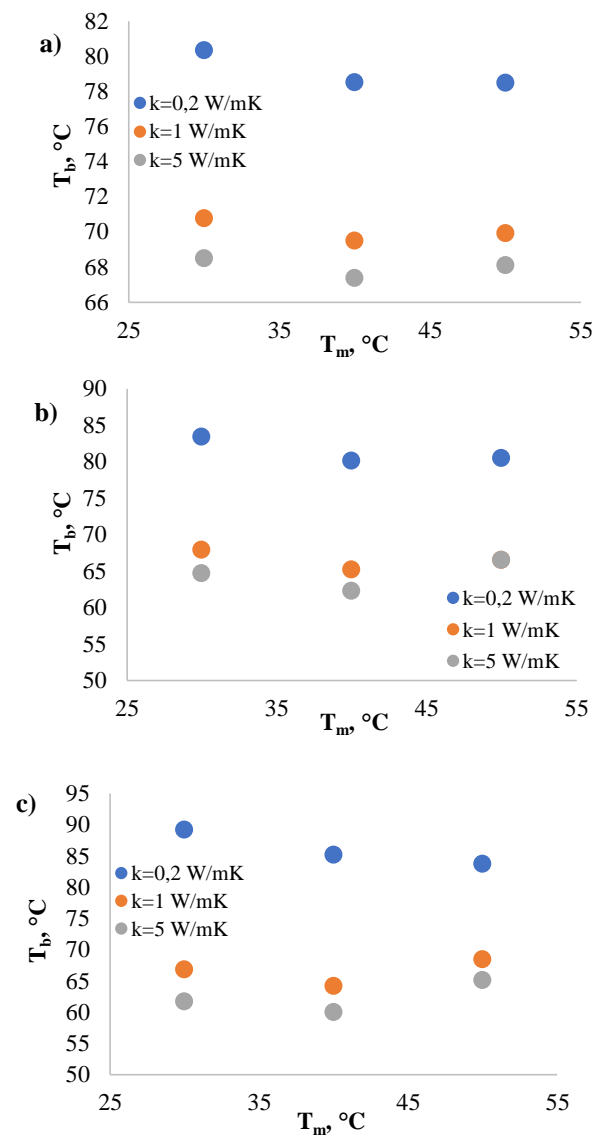 a)
82
80
78
76
74
72
70
68
66
T_b, °C
k=0,2 W/mK
k=1 W/mK
k=5 W/mK
25 35 45 55
T_m, °C
b)
90
85
80
75
70
65
60
55
50
T_b, °C
k=0,2 W/mK
k=1 W/mK
k=5 W/mK
25 35 45 55
T_m, °C
c)
95
90
85
80
75
70
65
60
55
50
T_b, °C
k=0,2 W/mK
k=1 W/mK
k=5 W/mK
25 35 45 55
T_m, °C